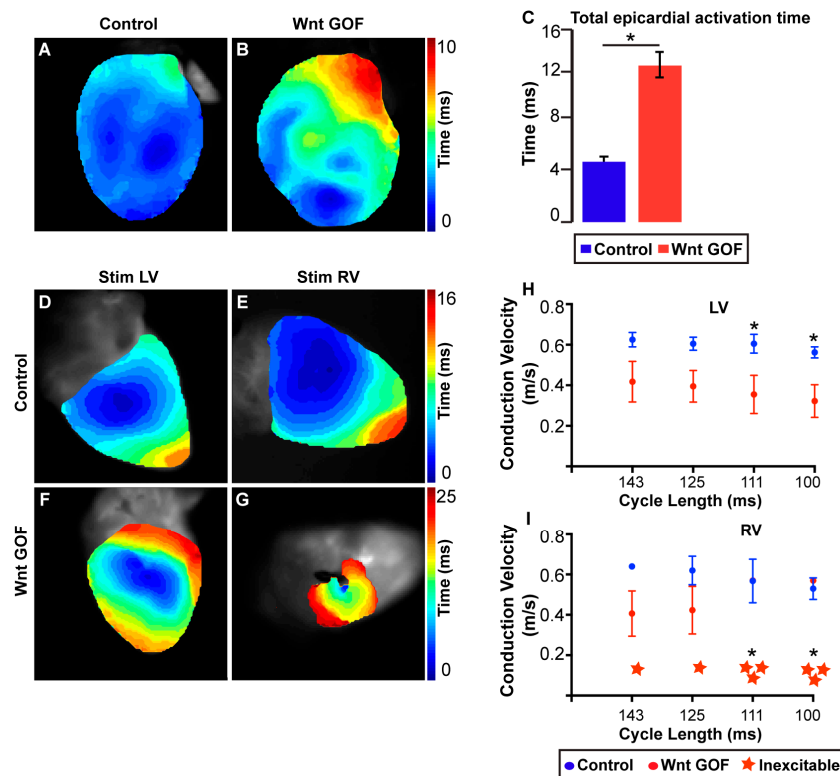 Control
Wnt GOF
A
B
10
Time (ms)
0
C
Total epicardial activation time
*
16
12
8
4
0
Time (ms)
Control
Wnt GOF
Stim LV
Stim RV
Control
D
E
16
Time (ms)
0
Wnt GOF
F
G
25
Time (ms)
0
H
LV
*
*
0.8
0.6
0.4
0.2
Conduction Velocity
(m/s)
143
125
111
100
Cycle Length (ms)
I
RV
0.8
0.6
0.4
0.2
Conduction Velocity
(m/s)
*
*
143
125
111
100
Cycle Length (ms)
Control
Wnt GOF
Inexcitable